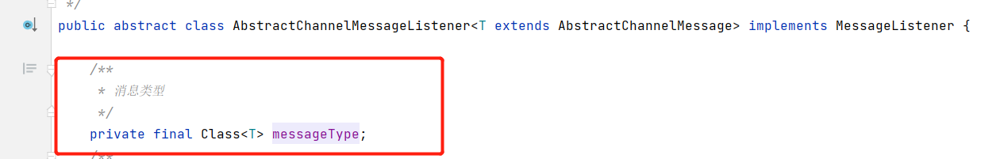 */
public abstract class AbstractChannelMessageListener<T extends AbstractChannelMessage> implements MessageListener {
/**
* 消息类型
*/
private final Class<T> messageType;
/**